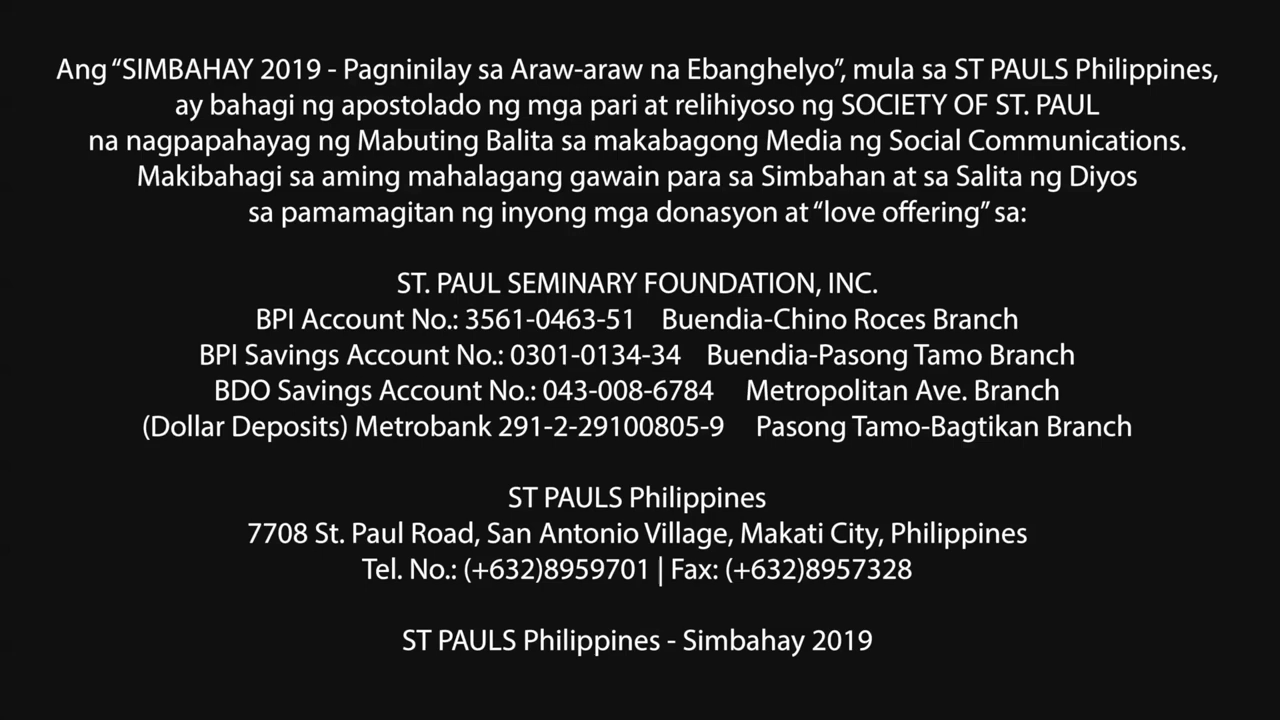 Ang “SIMBAHAY 2019 - Pagninilay sa Araw-araw na Ebanghelyo”, mula sa ST PAULS Philippines,
ay bahagi ng apostolado ng mga pari at relihiyoso ng SOCIETY OF ST. PAUL
na nagpapahayag ng Mabuting Balita sa makabagong Media ng Social Communications.
Makibahagi sa aming mahalagang gawain para sa Simbahan at sa Salita ng Diyos
sa pamamagitan ng inyong mga donasyon at “love offering” sa:
ST. PAUL SEMINARY FOUNDATION, INC.
BPI Account No.: 3561-0463-51 Buendia-Chino Roces Branch
BPI Savings Account No.: 0301-0134-34 Buendia-Pasong Tamo Branch
BDO Savings Account No.: 043-008-6784 Metropolitan Ave. Branch
(Dollar Deposits) Metrobank 291-2-29100805-9 Pasong Tamo-Bagtikan Branch
ST PAULS Philippines
7708 St. Paul Road, San Antonio Village, Makati City, Philippines
Tel. No.: (+632)8959701 | Fax: (+632)8957328
ST PAULS Philippines - Simbahay 2019